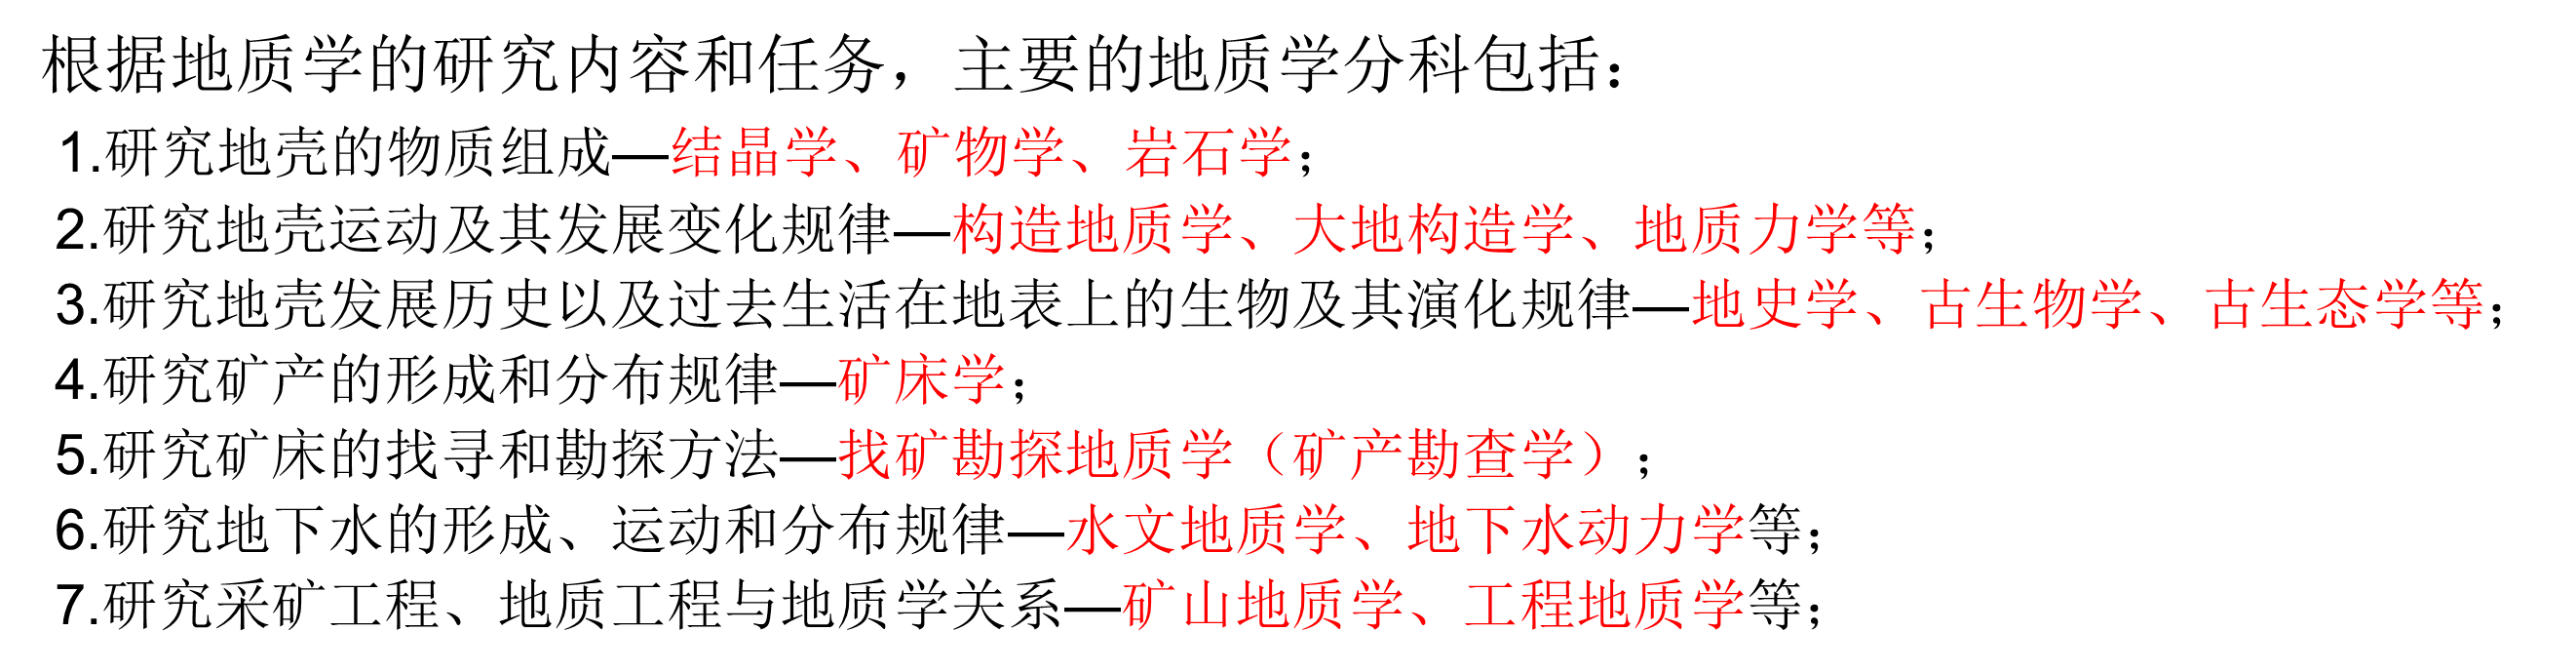 根据地质学的研究内容和任务，主要的地质学分科包括：
1.研究地壳的物质组成—结晶学、矿物学、岩石学；
2.研究地壳运动及其发展变化规律—构造地质学、大地构造学、地质力学等；
3.研究地壳发展历史以及过去生活在地表上的生物及其演化规律—地史学、古生物学、古生态学等；
4.研究矿产的形成和分布规律—矿床学；
5.研究矿床的找寻和勘探方法—找矿勘探地质学（矿产勘查学）；
6.研究地下水的形成、运动和分布规律—水文地质学、地下水动力学等；
7.研究采矿工程、地质工程与地质学关系—矿山地质学、工程地质学等；